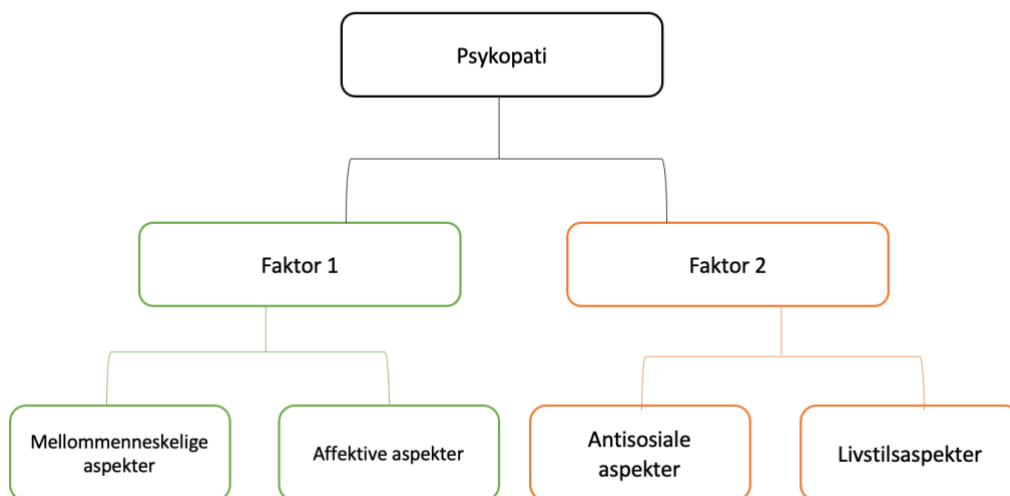 Psykopati
Faktor 1
Faktor 2
Mellommenneskelige
aspekter
Affektive aspekter
Antisosiale
aspekter
Livstilsaspekter